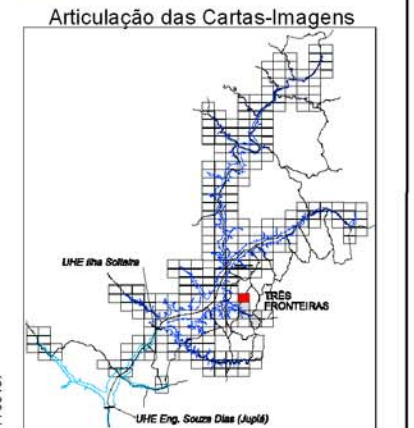 Articulação das Cartas-Imagens
UHE Ilha Solteira
TRÊS
FRONTEIRAS
UHE Eng. Souza Dias (Jupiá)